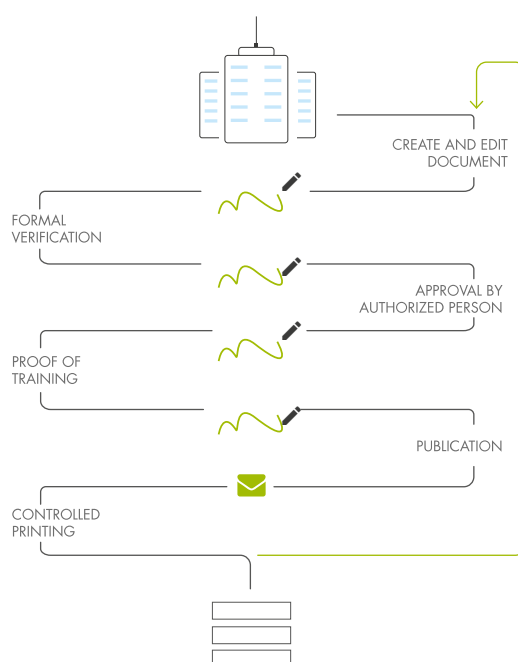 CREATE AND EDIT
DOCUMENT
FORMAL
VERIFICATION
APPROVAL BY
AUTHORIZED PERSON
PROOF OF
TRAINING
PUBLICATION
CONTROLLED
PRINTING